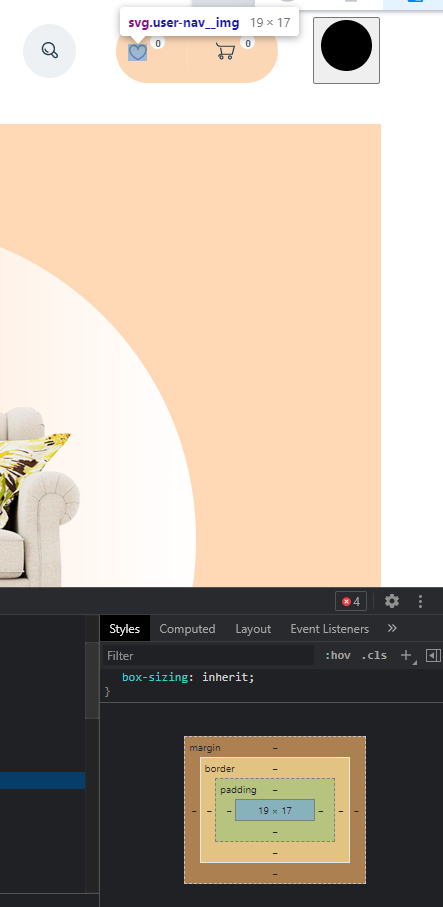 svg.user-nav__img 19 × 17
0
0
4
Styles Computed Layout Event Listeners »
Filter :hov .cls +
box-sizing: inherit;
}
margin –
border –
padding –
– – – 19 × 17 – – –
–
–
–